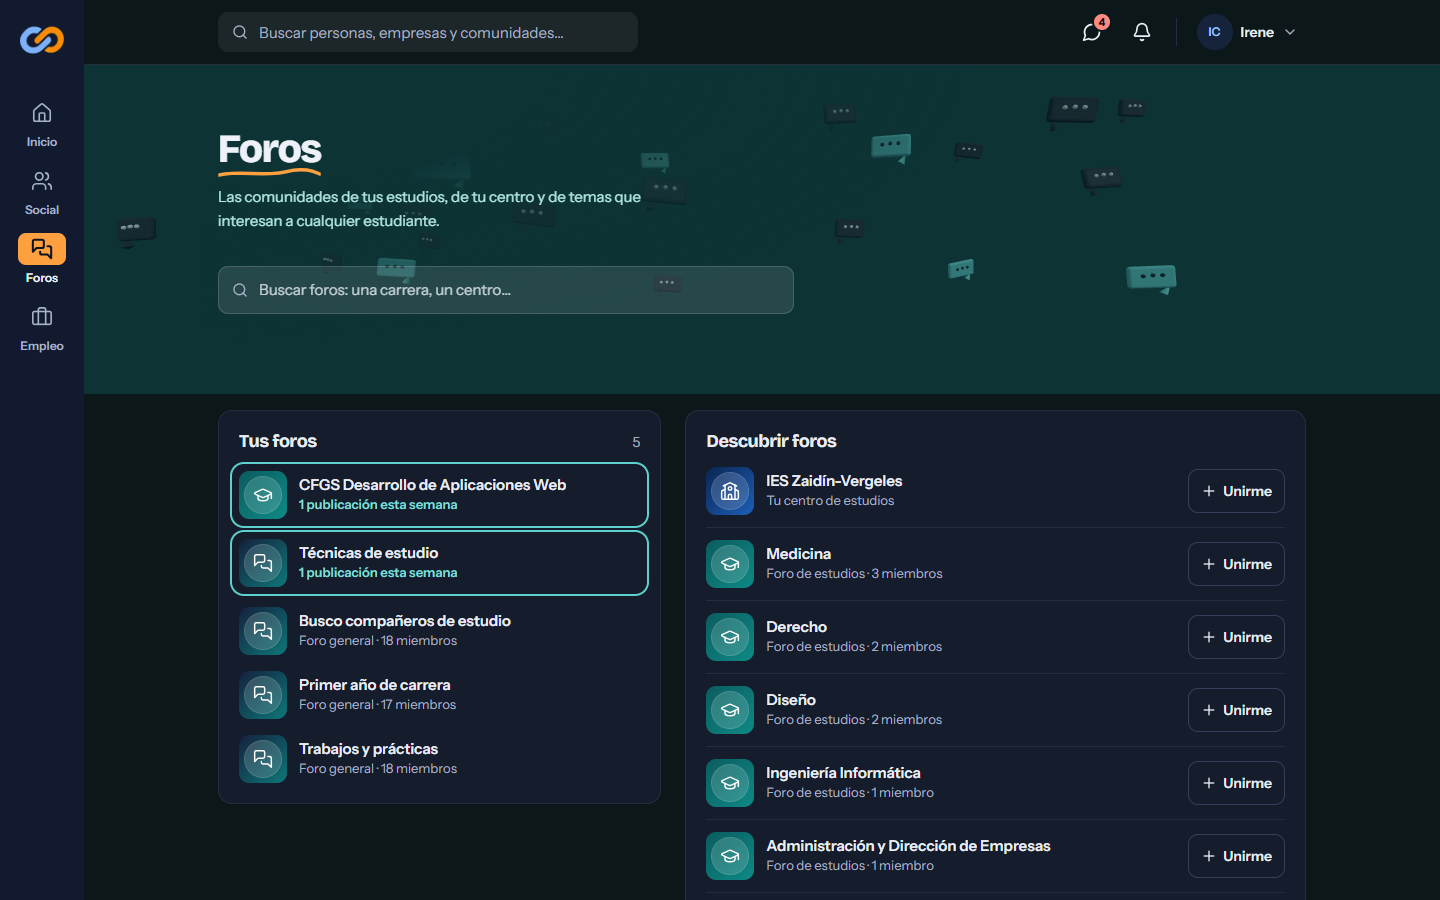 Buscar personas, empresas y comunidades...
4
IC
Irene
Inicio
Social
Foros
Empleo
Foros
Las comunidades de tus estudios, de tu centro y de temas que
interesan a cualquier estudiante.
Buscar foros: una carrera, un centro...
Tus foros
5
CFGS Desarrollo de Aplicaciones Web
1 publicación esta semana
Técnicas de estudio
1 publicación esta semana
Busco compañeros de estudio
Foro general · 18 miembros
Primer año de carrera
Foro general · 17 miembros
Trabajos y prácticas
Foro general · 18 miembros
Descubrir foros
IES Zaidín-Vergeles
Tu centro de estudios
+ Unirme
Medicina
Foro de estudios · 3 miembros
+ Unirme
Derecho
Foro de estudios · 2 miembros
+ Unirme
Diseño
Foro de estudios · 2 miembros
+ Unirme
Ingeniería Informática
Foro de estudios · 1 miembro
+ Unirme
Administración y Dirección de Empresas
Foro de estudios · 1 miembro
+ Unirme